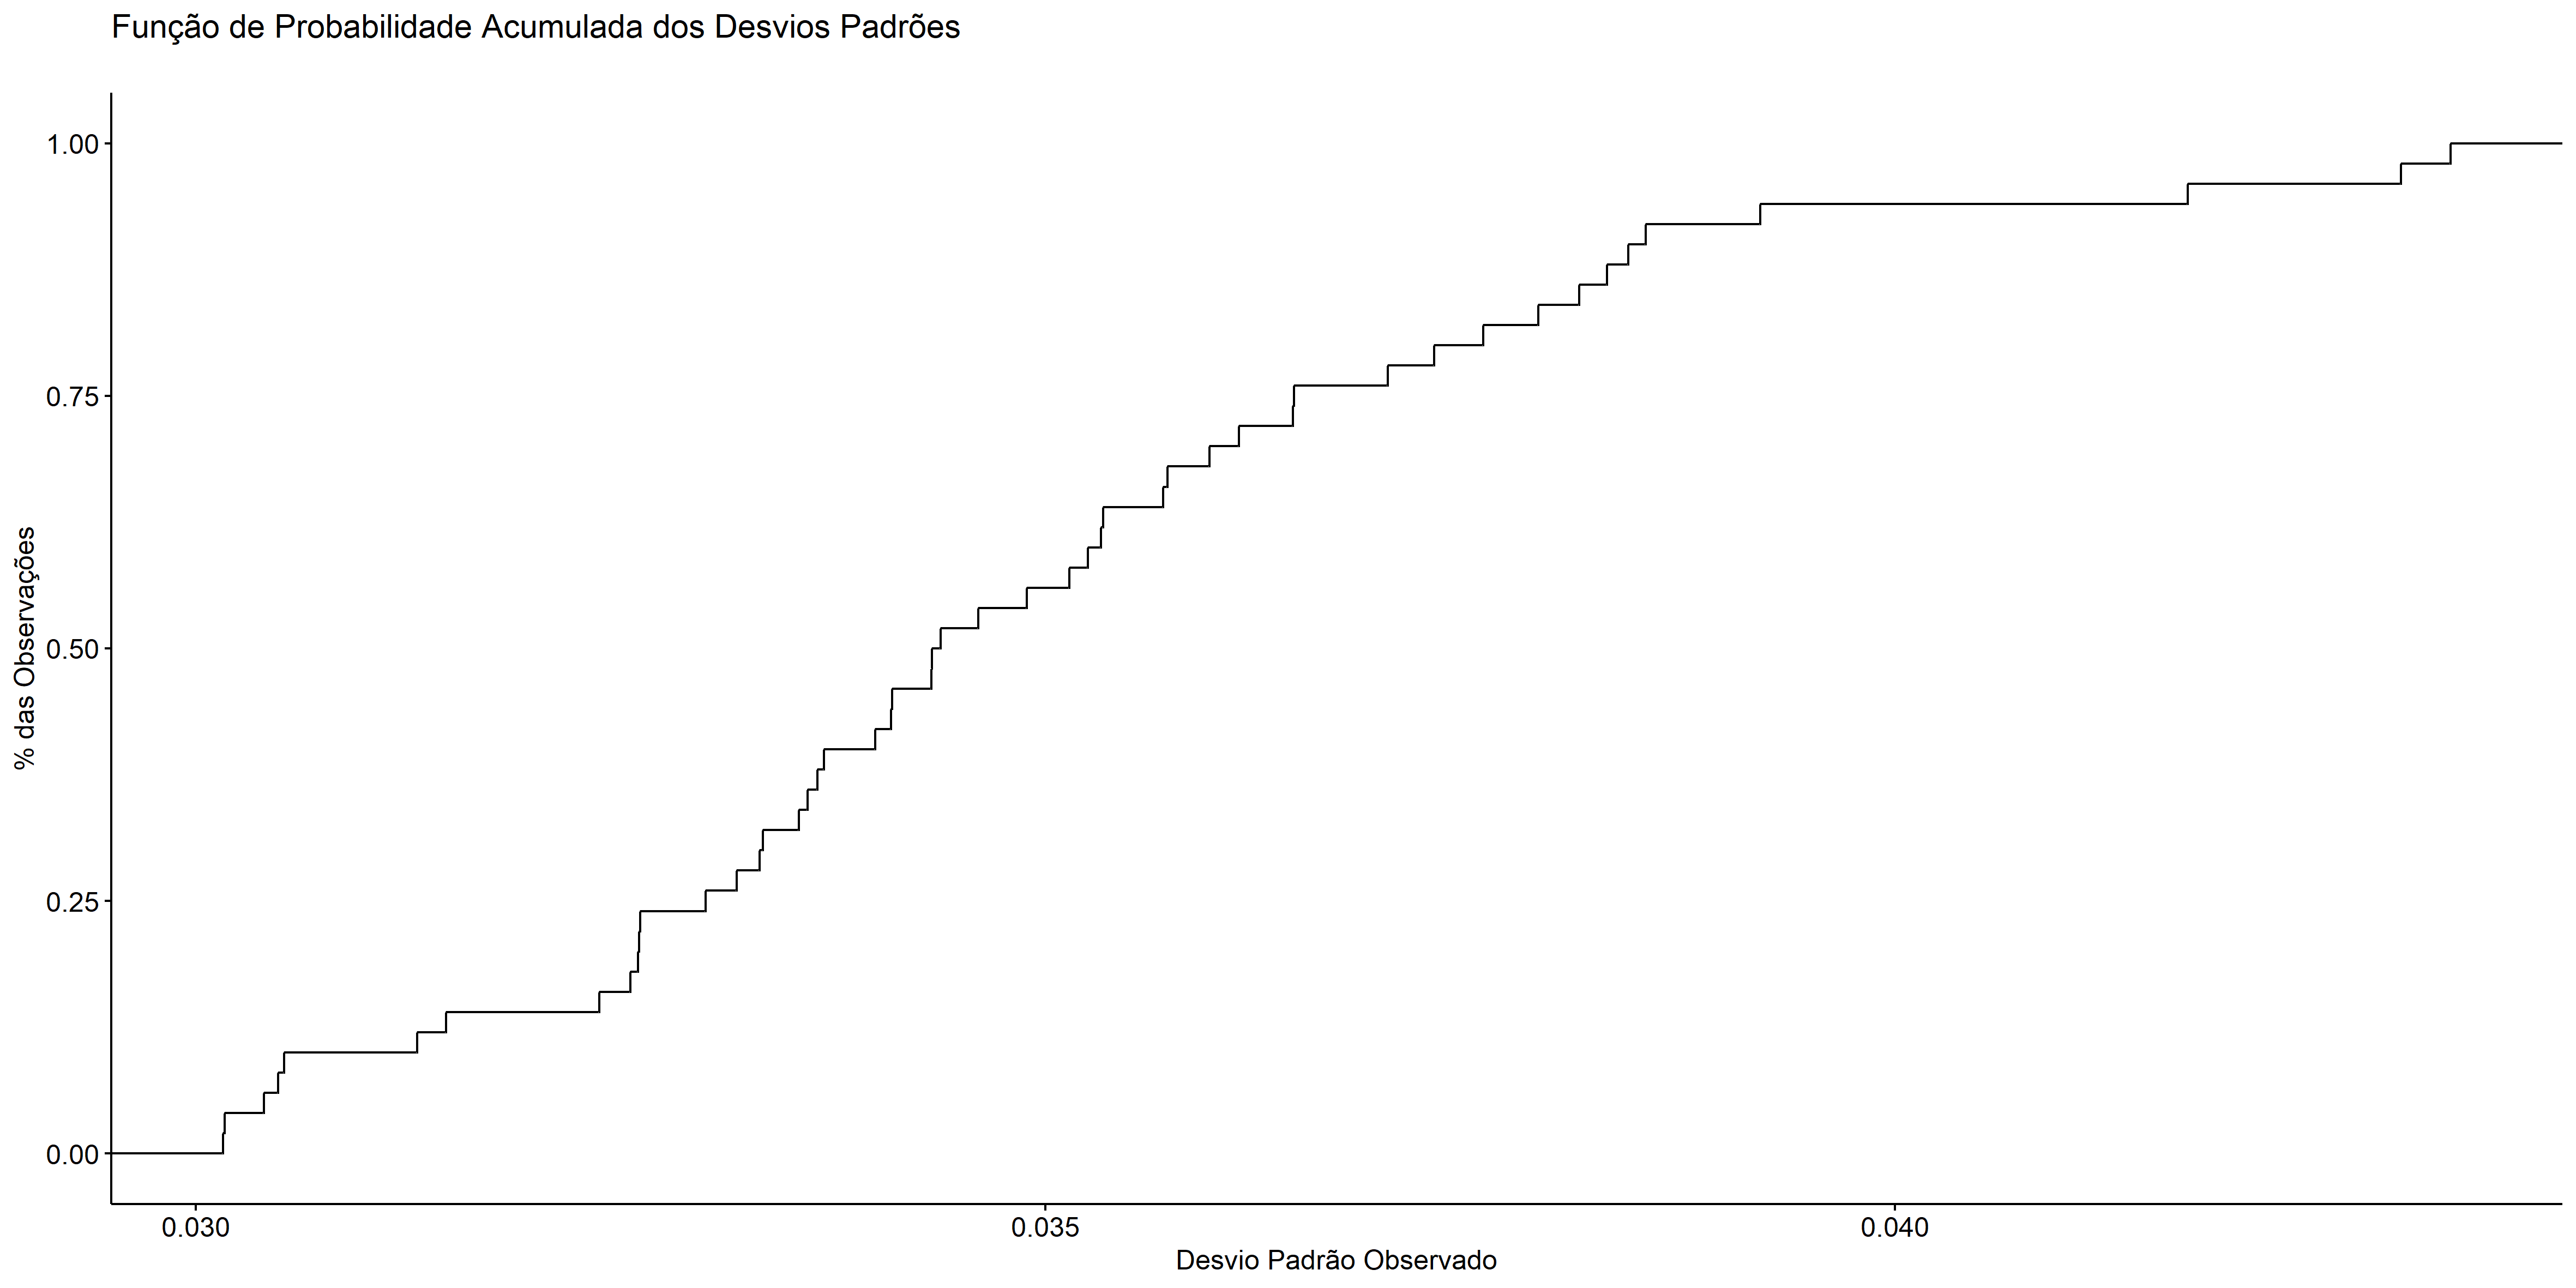 Função de Probabilidade Acumulada dos Desvios Padrões
1.00
0.75
0.50
0.25
0.00
% das Observações
0.030
0.035
0.040
Desvio Padrão Observado